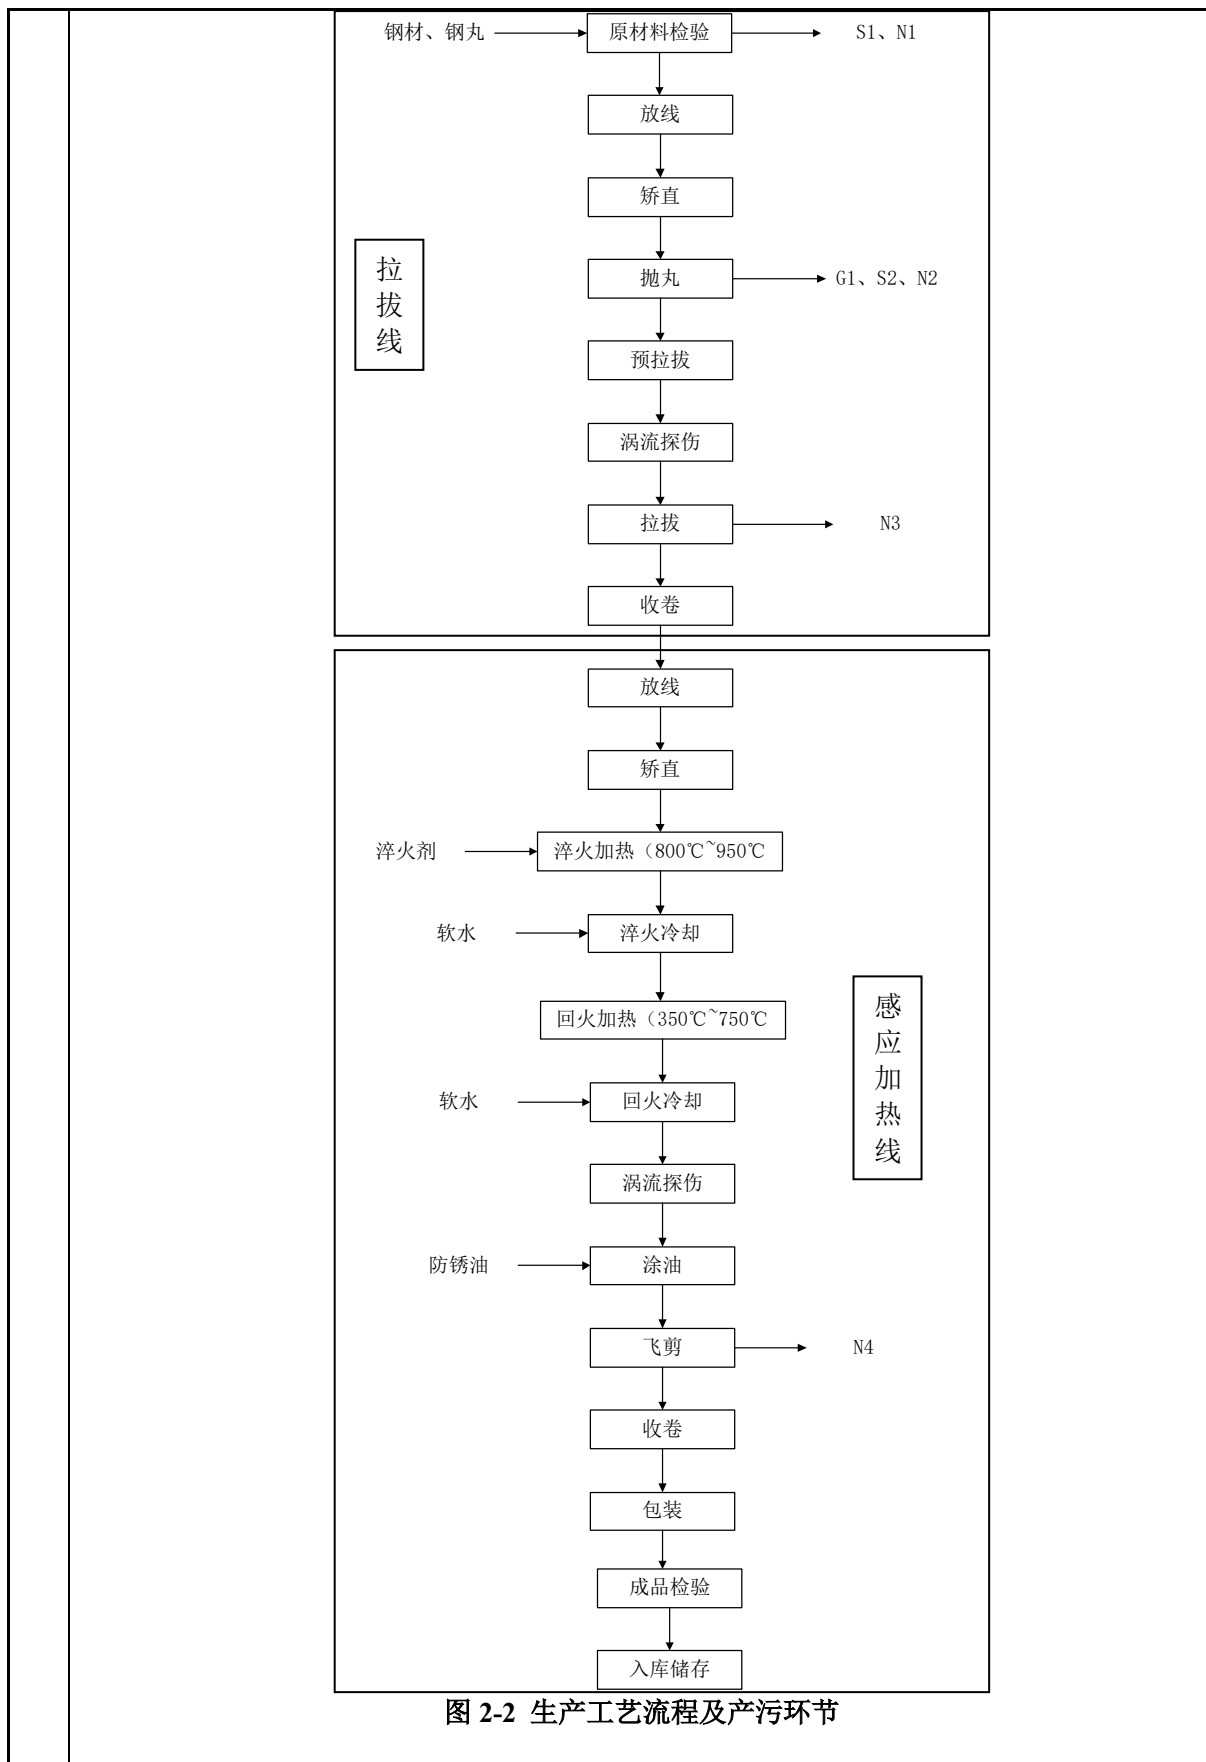 钢材、钢丸 原材料检验 S1、N1
放线
矫直
拉拔线
抛丸 G1、S2、N2
预拉拔
涡流探伤
拉拔 N3
收卷
放线
矫直
淬火剂 淬火加热（800℃~950℃
软水 淬火冷却
回火加热（350℃~750℃
感应加热线
软水 回火冷却
涡流探伤
防锈油 涂油
飞剪 N4
收卷
包装
成品检验
入库储存
图 2-2 生产工艺流程及产污环节